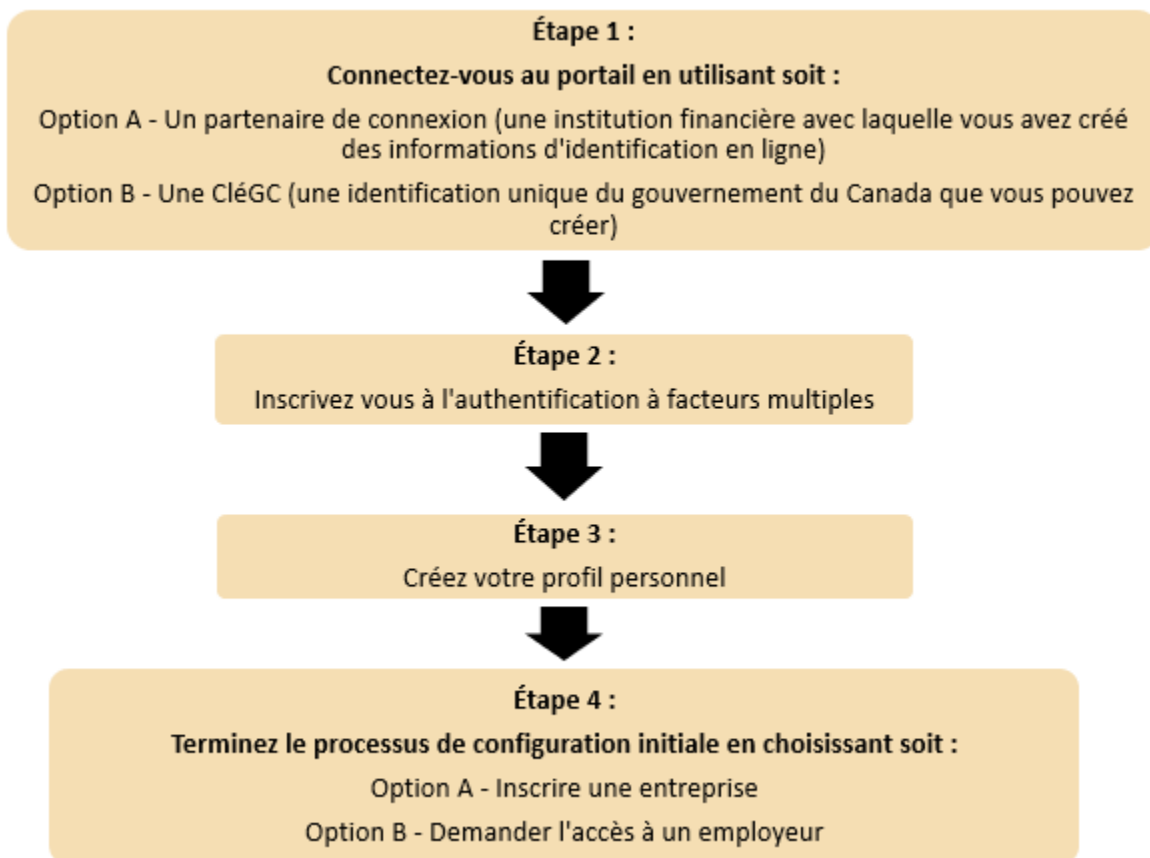 Étape 1 :
Connectez-vous au portail en utilisant soit :
Option A - Un partenaire de connexion (une institution financière avec laquelle vous avez créé
des informations d'identification en ligne)
Option B - Une CléGC (une identification unique du gouvernement du Canada que vous pouvez
créer)
Étape 2 :
Inscrivez vous à l'authentification à facteurs multiples
Étape 3 :
Créez votre profil personnel
Étape 4 :
Terminez le processus de configuration initiale en choisissant soit :
Option A - Inscrire une entreprise
Option B - Demander l'accès à un employeur